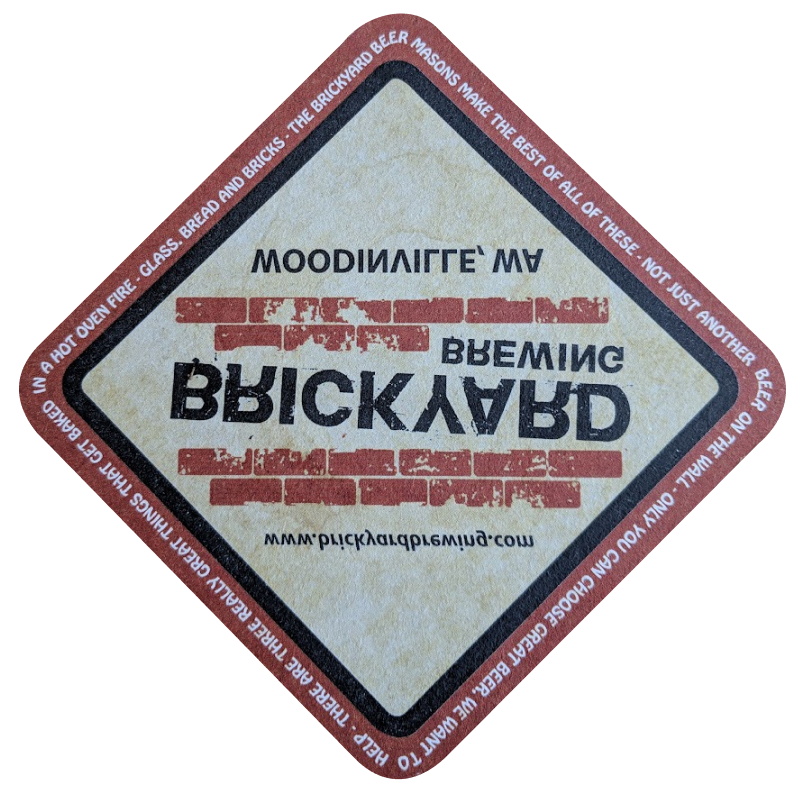 www.brickyardbrewing.com
BRICKYARD
BREWING
WOODINVILLE, WA
THERE ARE THREE REALLY GREAT THINGS THAT GET BAKED IN A HOT OVEN FIRE - GLASS, BREAD AND BRICKS - THE BRICKYARD BEER MASONS MAKE THE BEST OF ALL OF THESE - NOT JUST ANOTHER BEER ON THE WALL - ONLY YOU CAN CHOOSE GREAT BEER, WE WANT TO HELP -